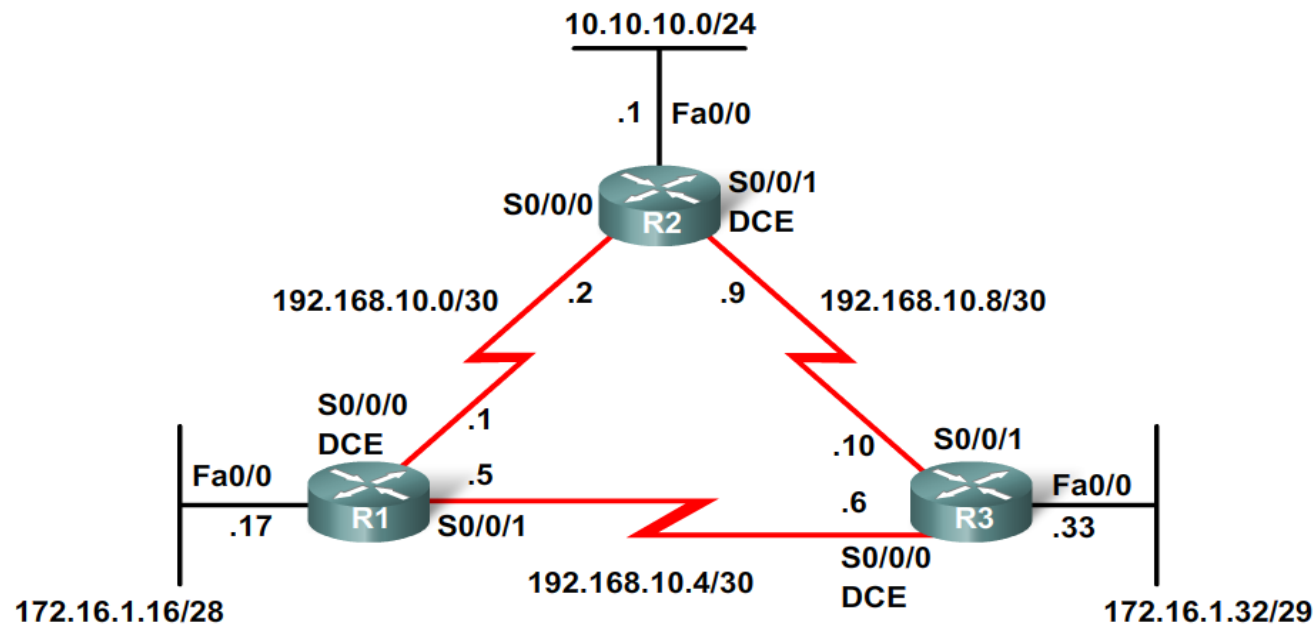 10.10.10.0/24
.1 Fa0/0
S0/0/0
S0/0/1
DCE
R2
192.168.10.0/30
.2
.9
192.168.10.8/30
S0/0/0
DCE
.1
.10
S0/0/1
Fa0/0
.17
R1
.5
S0/0/1
.6
R3
Fa0/0
.33
S0/0/0
DCE
192.168.10.4/30
172.16.1.16/28
172.16.1.32/29